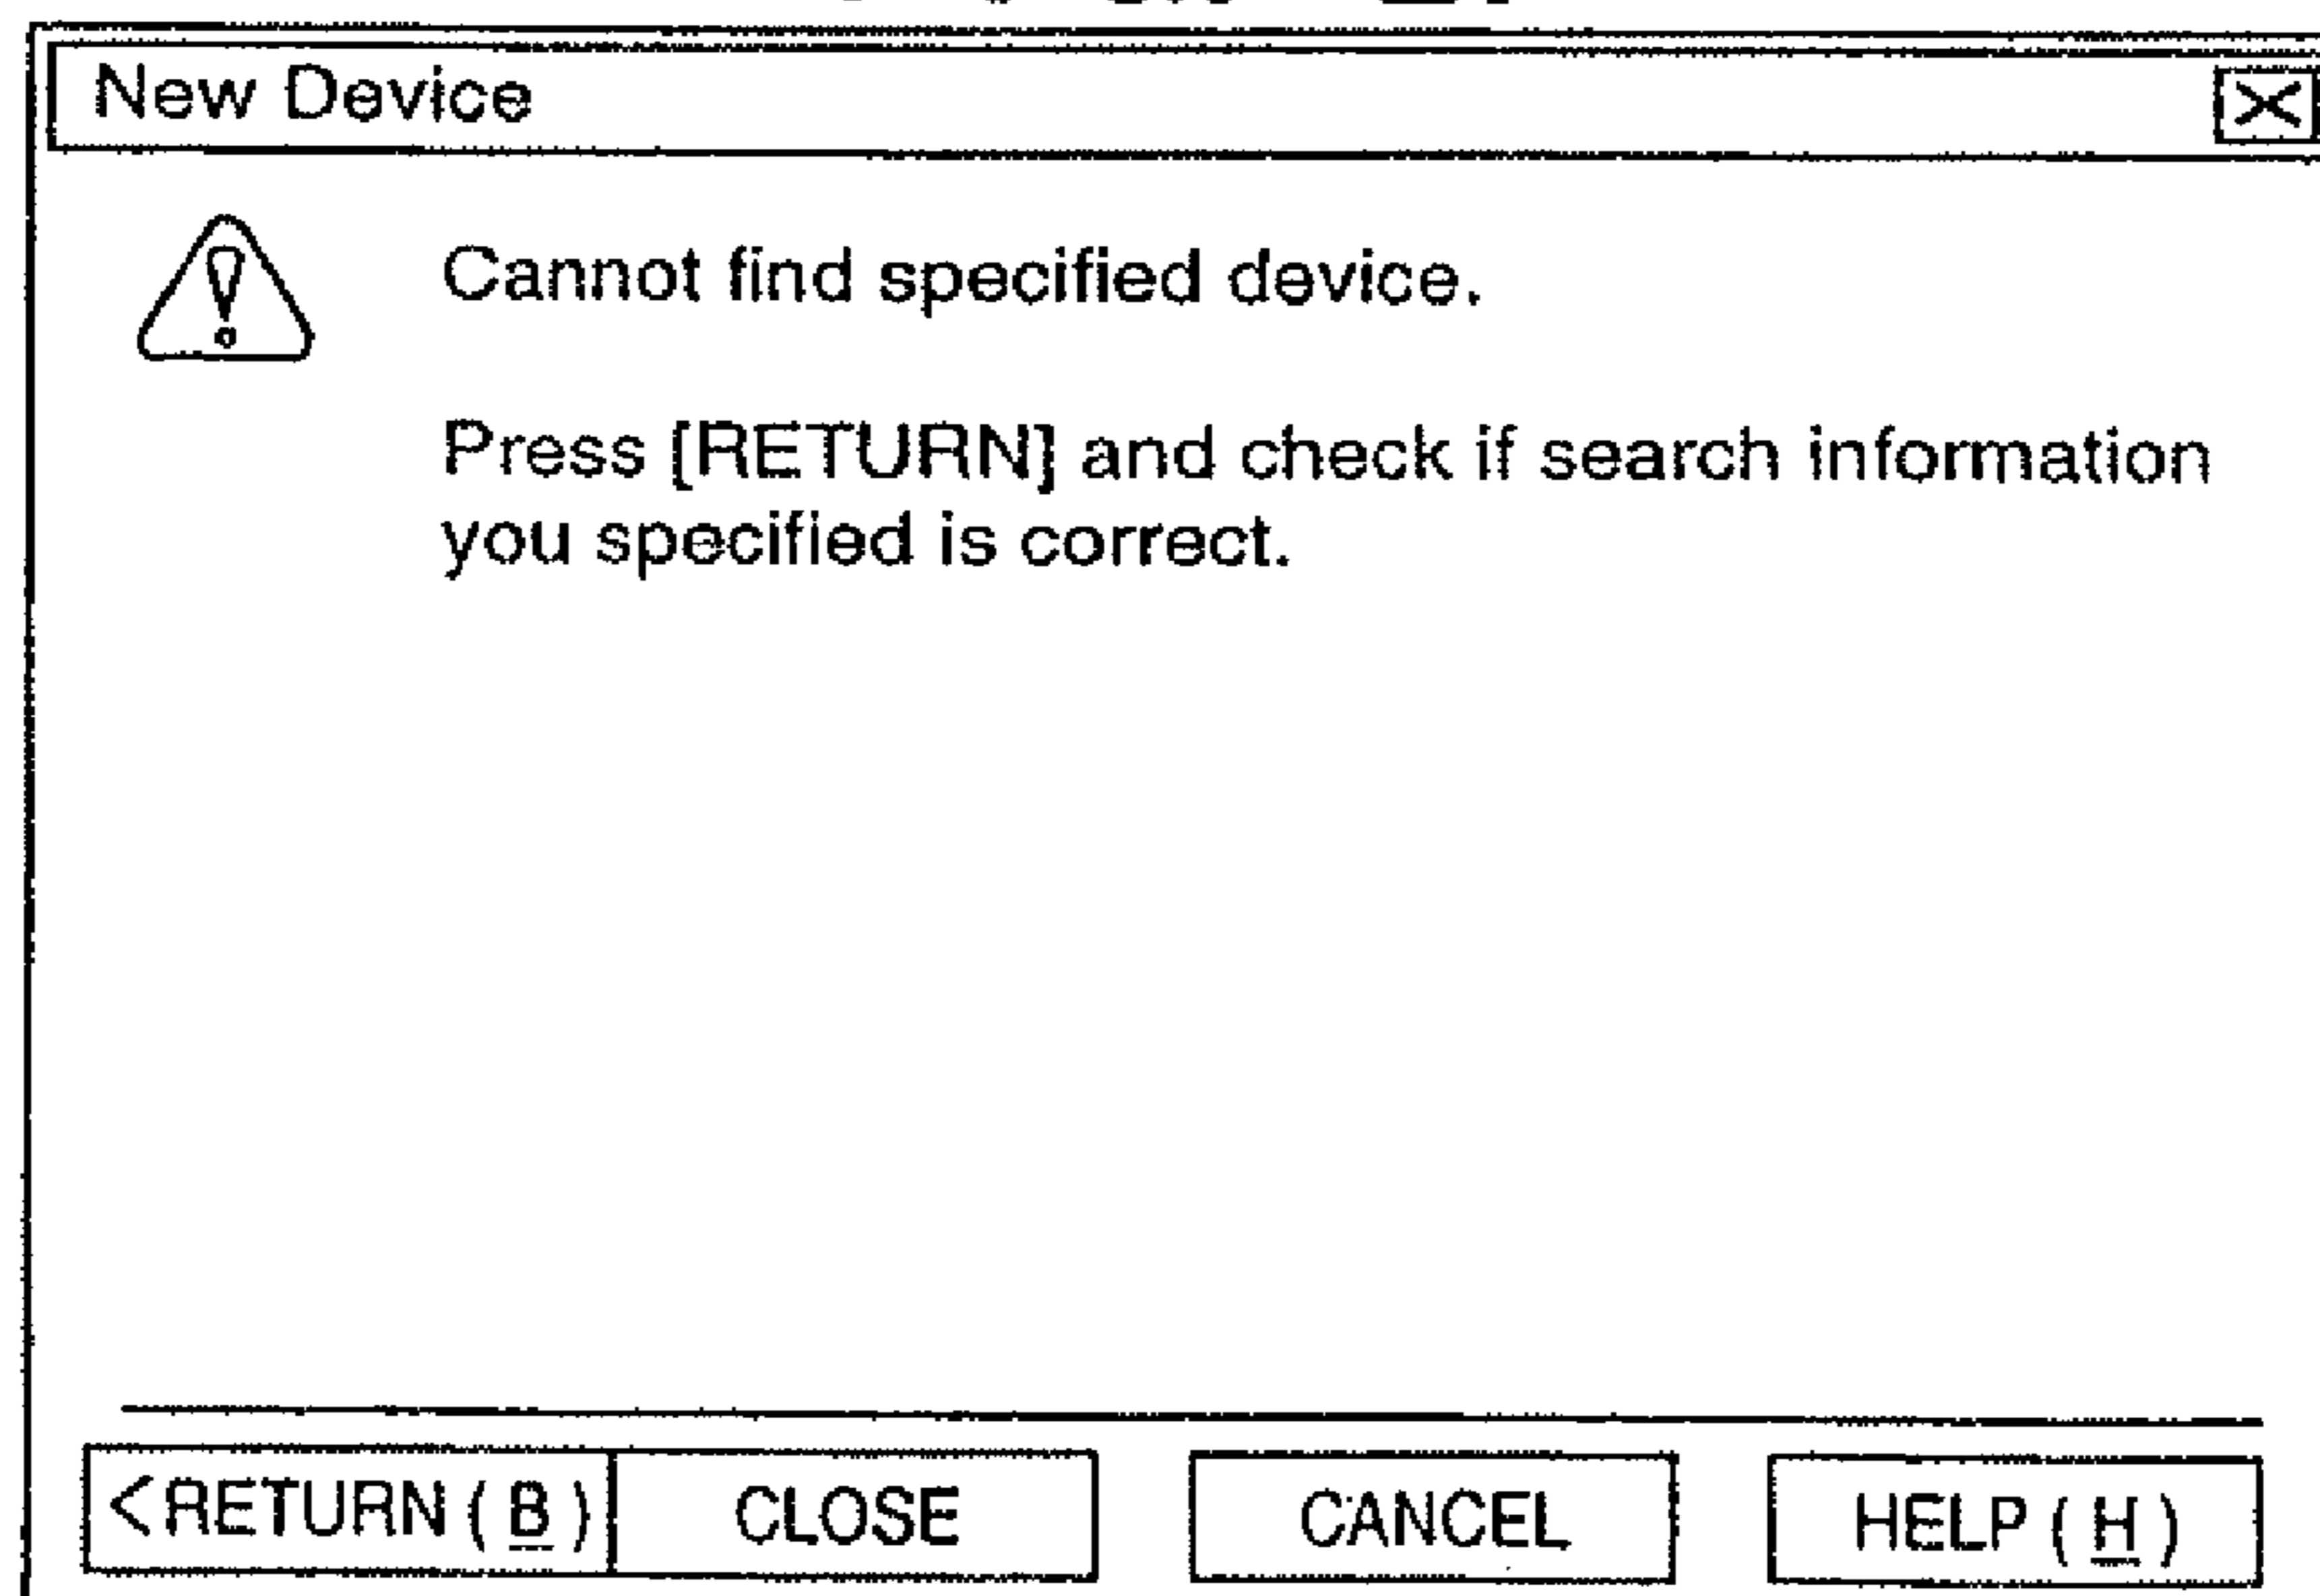 New Device
Cannot find specified device.
Press [RETURN] and check if search information
you specified is correct.
<RETURN(B) CLOSE CANCEL HELP(H)